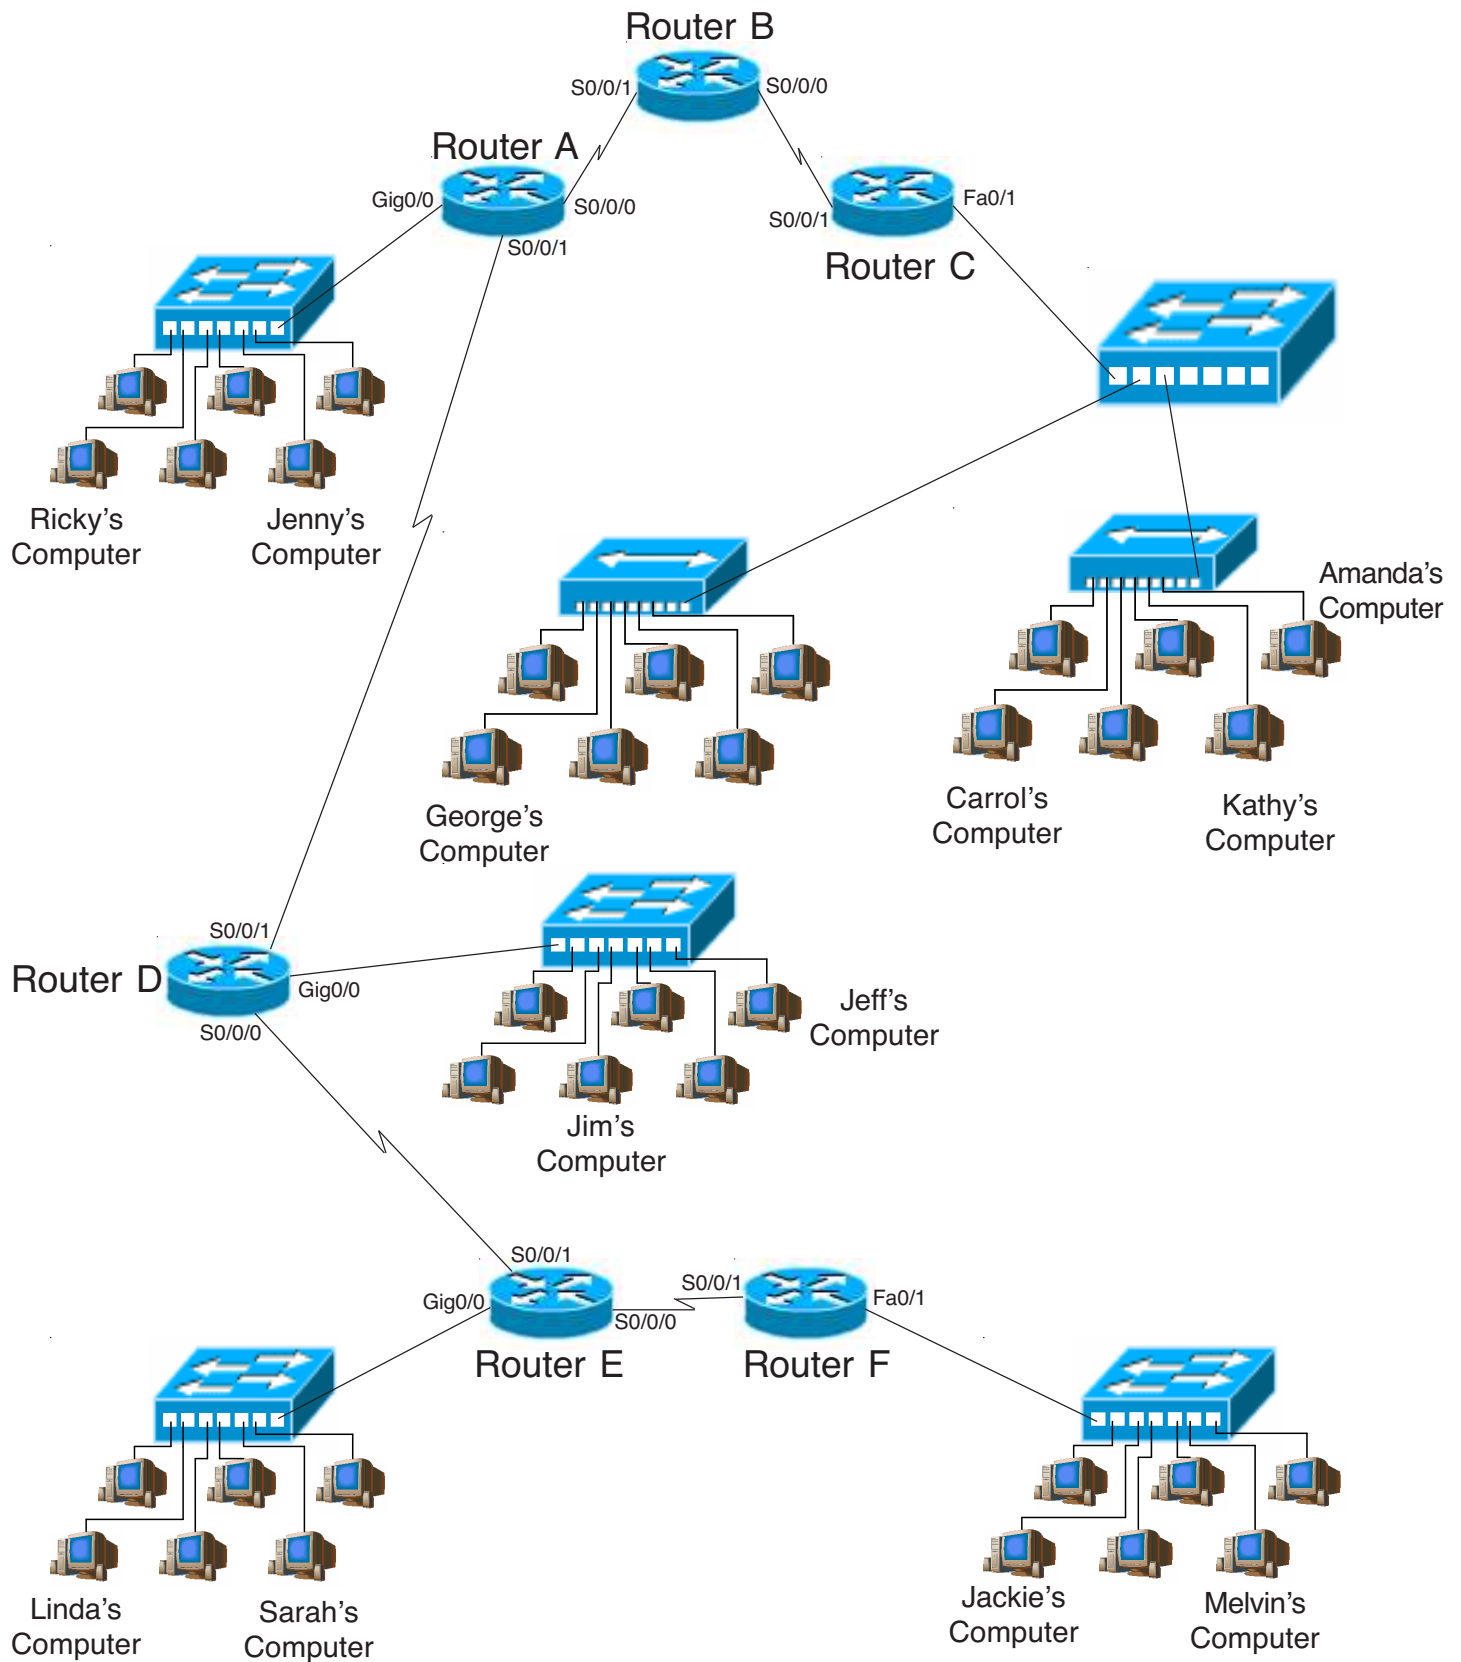 Router B
S0/0/1
S0/0/0
Router A
Gig0/0
S0/0/0
S0/0/1
S0/0/1
Fa0/1
Router C
Ricky's
Computer
Jenny's
Computer
Amanda's
Computer
George's
Computer
Carrol's
Computer
Kathy's
Computer
S0/0/1
Router D
Gig0/0
S0/0/0
Jeff's
Computer
Jim's
Computer
S0/0/1
Gig0/0
S0/0/0
Router E
S0/0/1
Fa0/1
Router F
Linda's
Computer
Sarah's
Computer
Jackie's
Computer
Melvin's
Computer